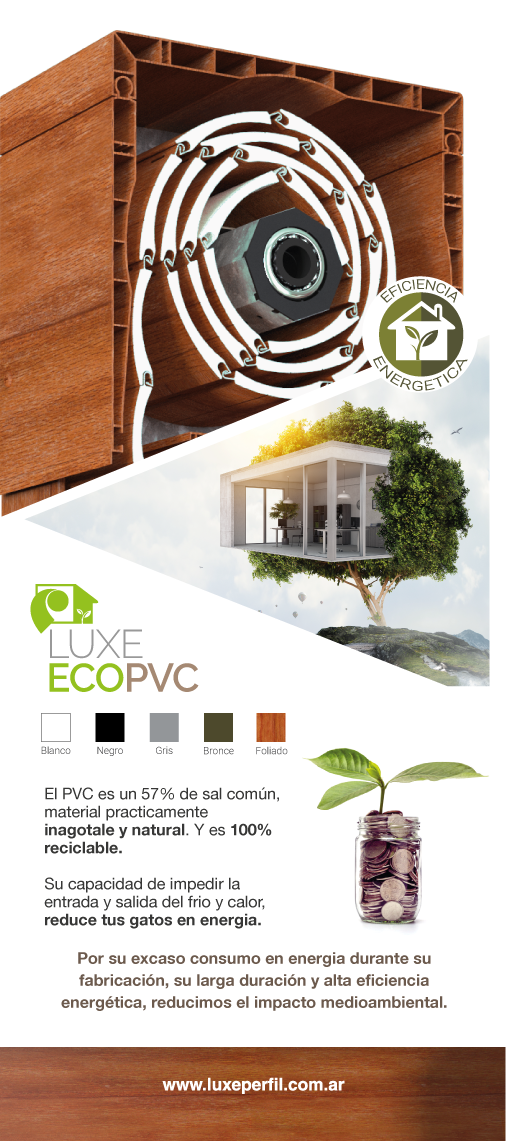 EFICIENCIA
ENERGETICA
LUXE
ECOPVC
Blanco
Negro
Gris
Bronce
Foliado
El PVC es un 57% de sal común,
material practicamente
inagotale y natural. Y es 100%
reciclable.
Su capacidad de impedir la
entrada y salida del frio y calor,
reduce tus gatos en energia.
Por su excaso consumo en energia durante su
fabricación, su larga duración y alta eficiencia
energética, reducimos el impacto medioambiental.
www.luxeperfil.com.ar